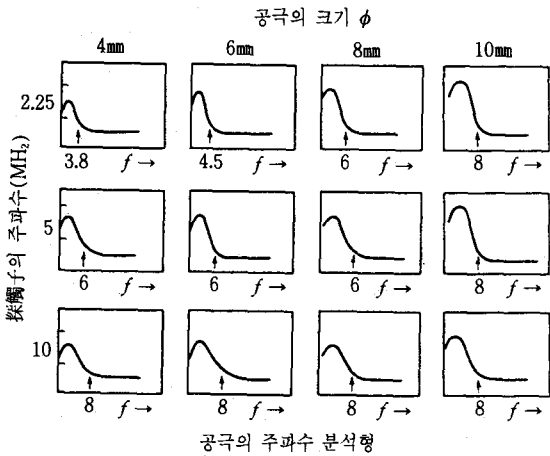 공극의 크기 ϕ
4mm 6mm 8mm 10mm
探觸子의 주파수(MH₂)
2.25
3.8 f → 4.5 f → 6 f → 8 f →
5
6 f → 6 f → 6 f → 8 f →
10
8 f → 8 f → 8 f → 8 f →
공극의 주파수 분석형